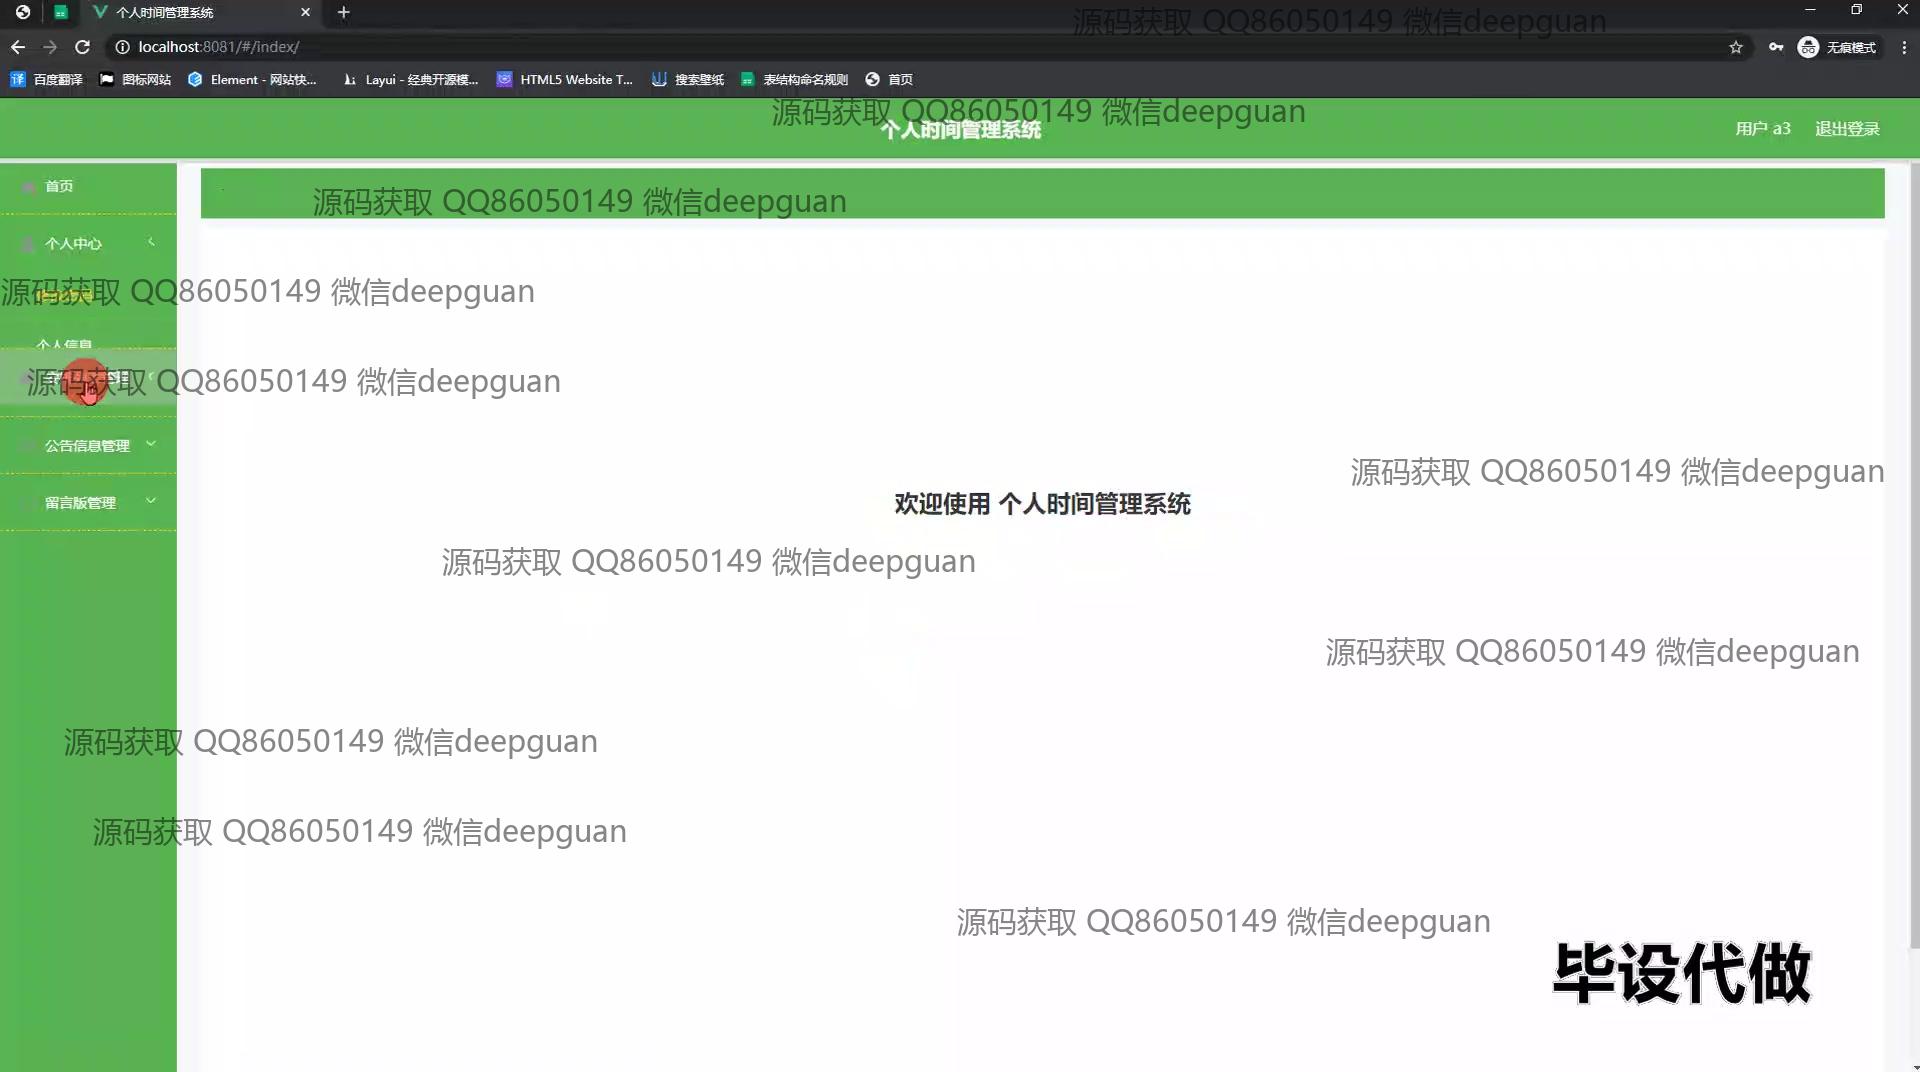 个人时间管理系统
源码获取 QQ86050149 微信deepguan
localhost:8081/#/index/
无痕模式
百度翻译 图标网站 Element - 网站快... Layui - 经典开源模... HTML5 Website T... 搜索壁纸 表结构命名规则 首页
源码获取 QQ86050149 微信deepguan
个人时间管理系统
用户 a3 退出登录
首页
源码获取 QQ86050149 微信deepguan
个人中心
源码获取 QQ86050149 微信deepguan
个人信息
源码获取 QQ86050149 微信deepguan
公告信息管理
源码获取 QQ86050149 微信deepguan
留言版管理
欢迎使用 个人时间管理系统
源码获取 QQ86050149 微信deepguan
源码获取 QQ86050149 微信deepguan
源码获取 QQ86050149 微信deepguan
源码获取 QQ86050149 微信deepguan
源码获取 QQ86050149 微信deepguan
毕设代做